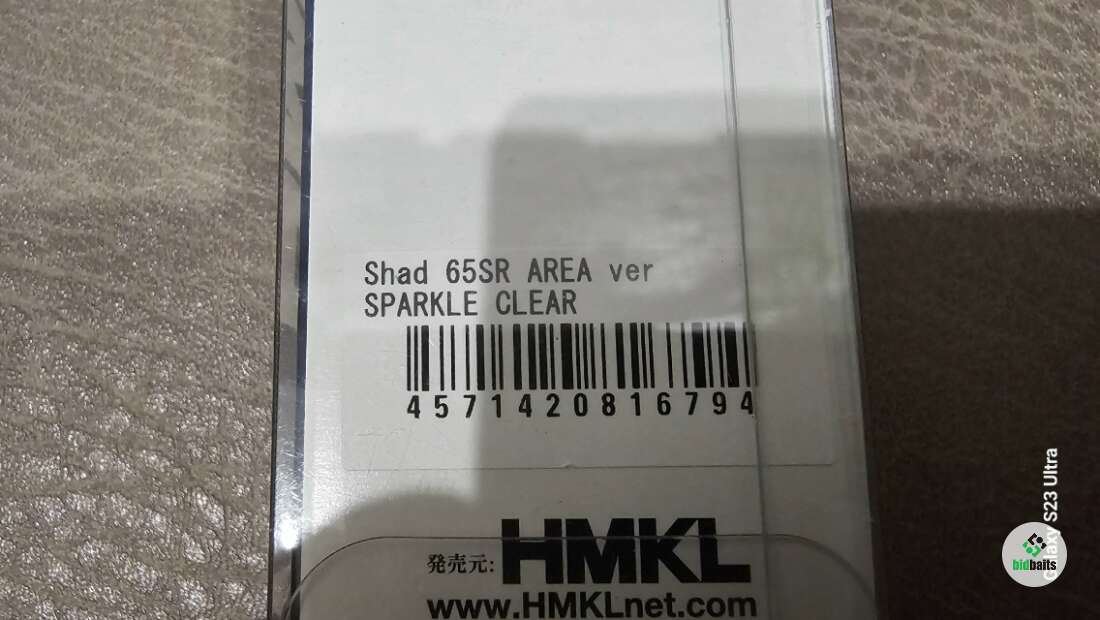 Shad 65SR AREA ver
SPARKLE CLEAR
4571420816794
発売元: HMKL
www.HMKLnet.com
Galaxy S23 Ultra
bidbaits